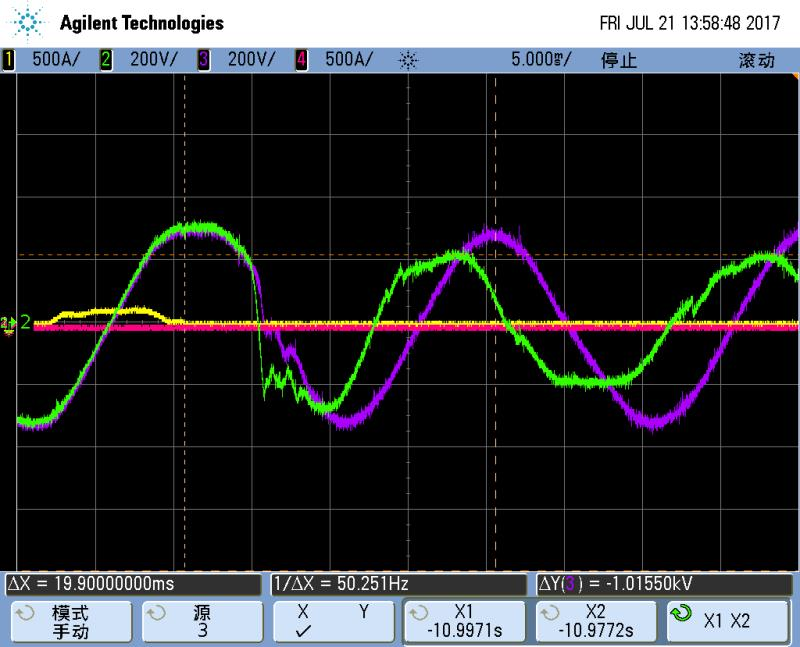 Agilent Technologies
FRI JUL 21 13:58:48 2017
1 500A/ 2 200V/ 3 200V/ 4 500A/ 5.000ms/ 停止 滚动
2
ΔX = 19.90000000ms 1/ΔX = 50.251Hz ΔY(3) = -1.01550kV
模式 手动
源 3
X Y ✓
X1 -10.9971s
X2 -10.9772s
X1 X2